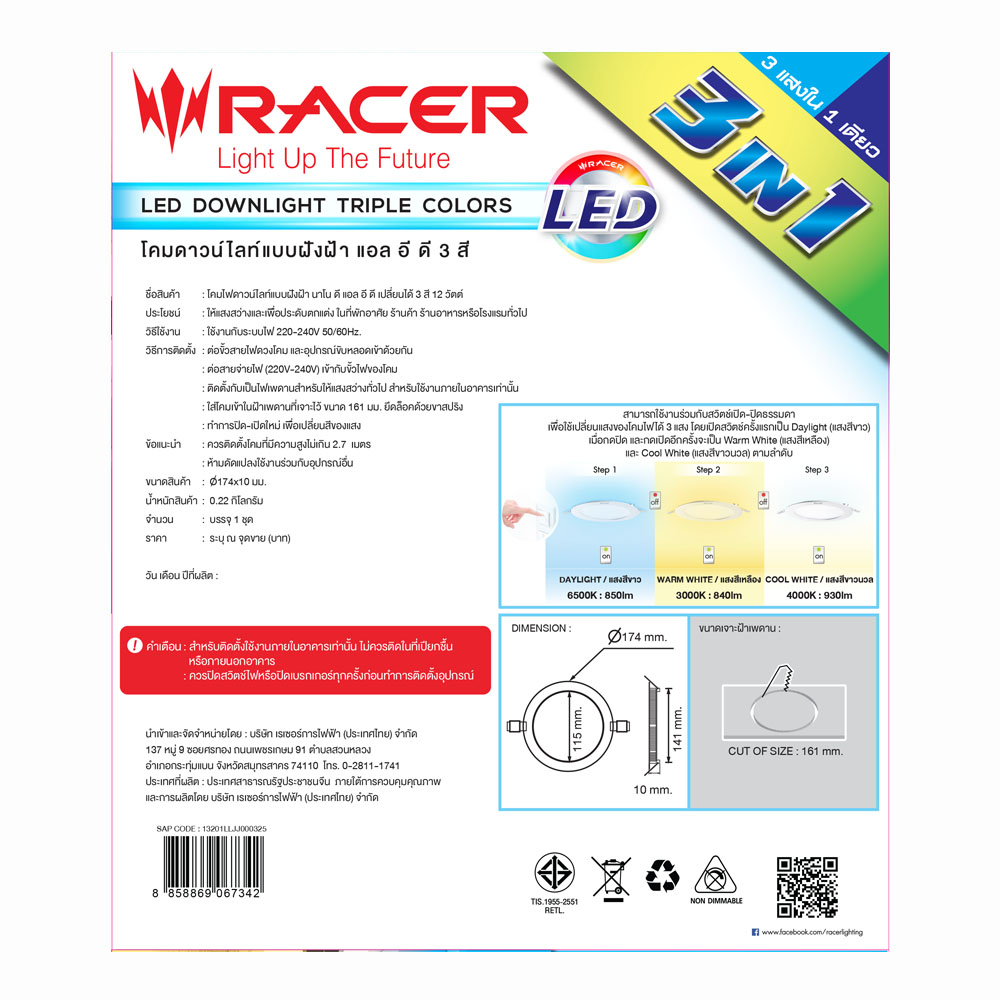 RACER
Light Up The Future
3 แสงใน 1 เดียว
3 IN 1
RACER
LED
LED DOWNLIGHT TRIPLE COLORS
โคมดาวน์ไลท์แบบฝังฝ้า แอล อี ดี 3 สี
ชื่อสินค้า : โคมไฟดาวน์ไลท์แบบฝังฝ้า นาโน ดี แอล อี ดี เปลี่ยนได้ 3 สี 12 วัตต์
ประโยชน์ : ให้แสงสว่างและเพื่อประดับตกแต่ง ในที่พักอาศัย ร้านค้า ร้านอาหารหรือโรงแรมทั่วไป
วิธีใช้งาน : ใช้งานกับระบบไฟ 220-240V 50/60Hz.
วิธีการติดตั้ง : ต่อขั้วสายไฟดวงโคม และอุปกรณ์ขับหลอดเข้าด้วยกัน
: ต่อสายจ่ายไฟ (220V-240V) เข้ากับขั้วไฟของโคม
: ติดตั้งกับเป็นไฟเพดานสำหรับให้แสงสว่างทั่วไป สำหรับใช้งานภายในอาคารเท่านั้น
: ใส่โคมเข้าในฝ้าเพดานที่เจาะไว้ ขนาด 161 มม. ยึดล็อคด้วยขาสปริง
: ทำการปิด-เปิดใหม่ เพื่อเปลี่ยนสีของแสง
ข้อแนะนำ : ควรติดตั้งโคมที่มีความสูงไม่เกิน 2.7 เมตร
: ห้ามดัดแปลงใช้งานร่วมกับอุปกรณ์อื่น
ขนาดสินค้า : Ø174x10 มม.
น้ำหนักสินค้า : 0.22 กิโลกรัม
จำนวน : บรรจุ 1 ชุด
ราคา : ระบุ ณ จุดขาย (บาท)
วัน เดือน ปีที่ผลิต :
สามารถใช้งานร่วมกับสวิตช์เปิด-ปิดธรรมดา
เพื่อใช้เปลี่ยนแสงของโคมไฟได้ 3 แสง โดยเปิดสวิตช์ครั้งแรกเป็น Daylight (แสงสีขาว)
เมื่อกดปิด และกดเปิดอีกครั้งจะเป็น Warm White (แสงสีเหลือง)
และ Cool White (แสงสีขาวนวล) ตามลำดับ
Step 1 Step 2 Step 3
off off
on on on
DAYLIGHT / แสงสีขาว WARM WHITE / แสงสีเหลือง COOL WHITE / แสงสีขาวนวล
6500K : 850lm 3000K : 840lm 4000K : 930lm
คำเตือน : สำหรับติดตั้งใช้งานภายในอาคารเท่านั้น ไม่ควรติดในที่เปียกชื้น
หรือภายนอกอาคาร
: ควรปิดสวิตช์ไฟหรือปิดเบรกเกอร์ทุกครั้งก่อนทำการติดตั้งอุปกรณ์
DIMENSION :
Ø174 mm.
115 mm.
141 mm.
10 mm.
ขนาดเจาะฝ้าเพดาน :
CUT OF SIZE : 161 mm.
นำเข้าและจัดจำหน่ายโดย : บริษัท เรเซอร์การไฟฟ้า (ประเทศไทย) จำกัด
137 หมู่ 9 ซอยศรทอง ถนนเพชรเกษม 91 ตำบลสวนหลวง
อำเภอกระทุ่มแบน จังหวัดสมุทรสาคร 74110 โทร. 0-2811-1741
ประเทศที่ผลิต : ประเทศสาธารณรัฐประชาชนจีน ภายใต้การควบคุมคุณภาพ
และการผลิตโดย บริษัท เรเซอร์การไฟฟ้า (ประเทศไทย) จำกัด
SAP CODE : 13201LLJJ000325
8 858869 067342
TIS.1955-2551
RETL.
NON DIMMABLE
www.facebook.com/racerlighting